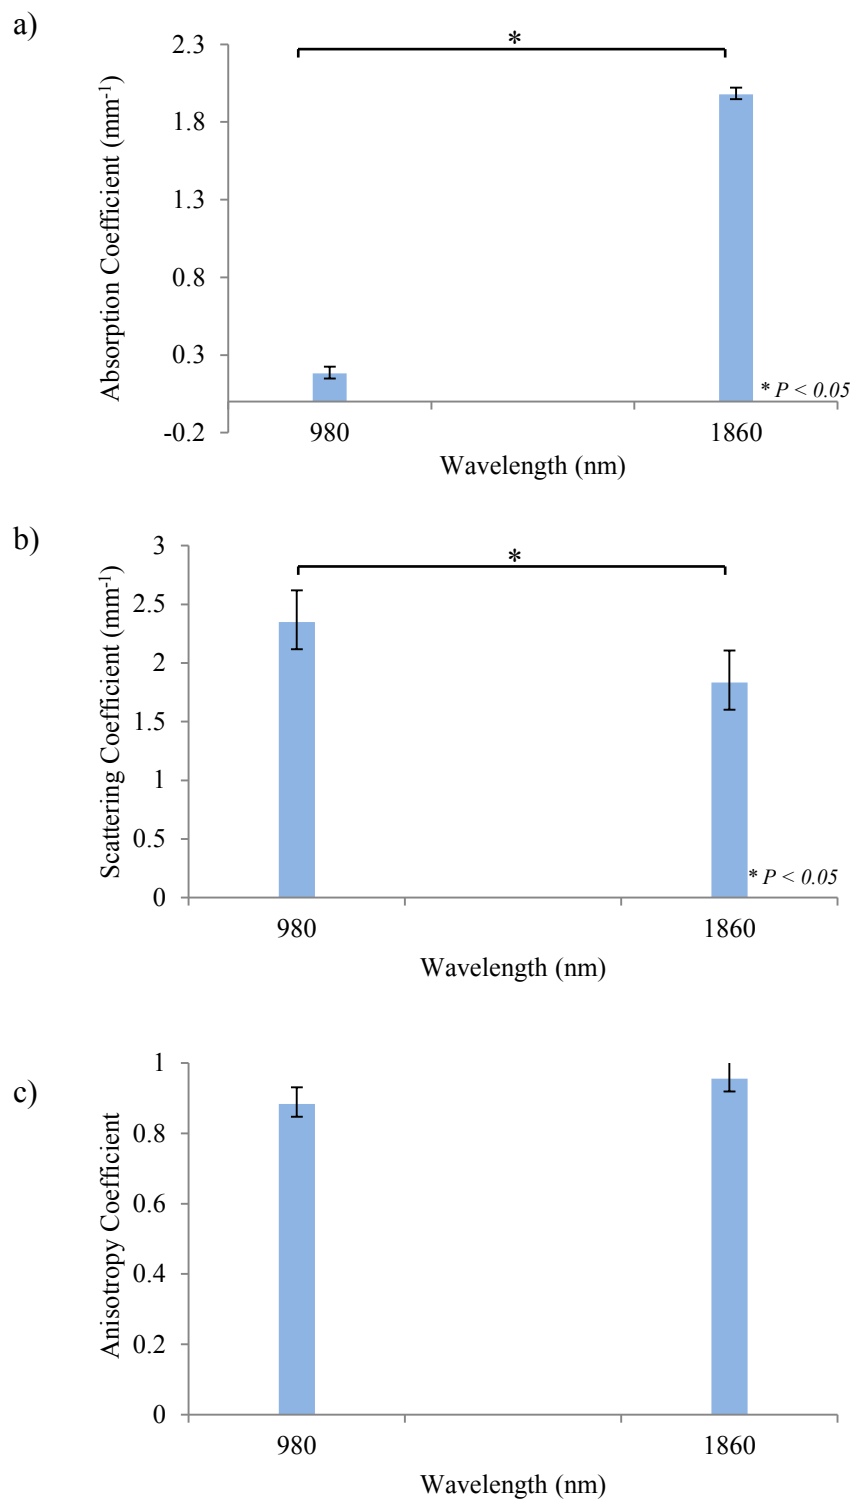 a)
Absorption Coefficient (mm⁻¹)
2.3
1.8
1.3
0.8
0.3
-0.2
*
* P < 0.05
980 1860
Wavelength (nm)
b)
Scattering Coefficient (mm⁻¹)
3
2.5
2
1.5
1
0.5
0
*
* P < 0.05
980 1860
Wavelength (nm)
c)
Anisotropy Coefficient
1
0.8
0.6
0.4
0.2
0
980 1860
Wavelength (nm)